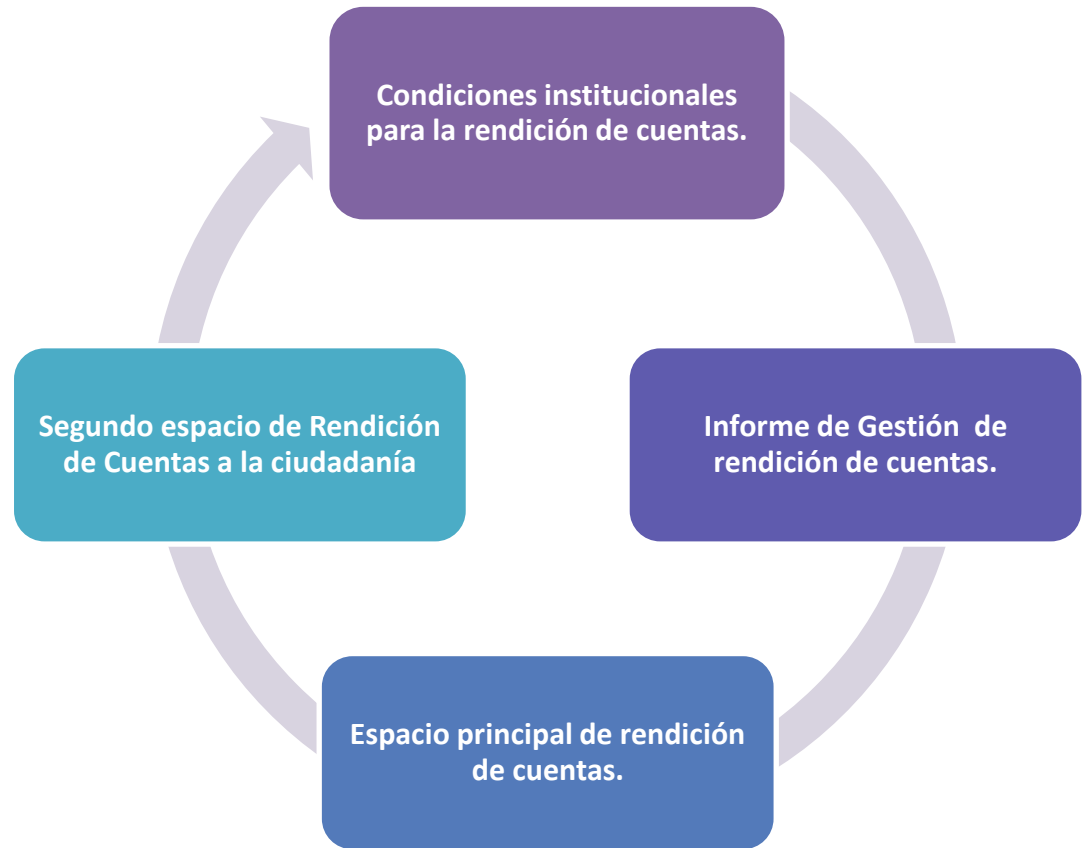 Condiciones institucionales
para la rendición de cuentas.
Informe de Gestión  de
rendición de cuentas.
Espacio principal de rendición
de cuentas.
Segundo espacio de Rendición
de Cuentas a la ciudadanía